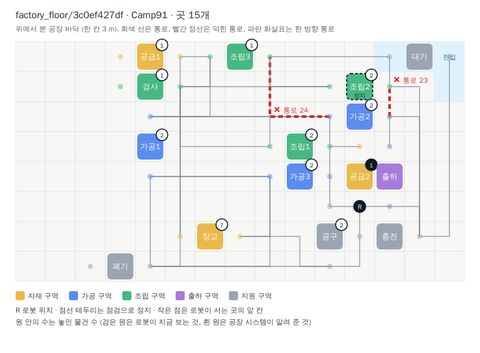 factory_floor/3c0ef427df · Camp91 · 곳 15개
위에서 본 공장 바닥 (한 칸 3 m). 회색 선은 통로, 빨간 점선은 막힌 통로, 파란 화살표는 한 방향 통로
공급1 1
조립3 1
대기
진입
검사 1
조립2 2
정지
✕ 통로 23
✕ 통로 24
가공2 2
가공1 2
조립1 2
가공3 2
공급2 1
출하
R
창고 7
공구 2
충전
폐기
자재 구역 가공 구역 조립 구역 출하 구역 지원 구역
R 로봇 위치 · 점선 테두리는 점검으로 정지 · 작은 점은 로봇이 서는 곳의 앞 칸
원 안의 수는 놓인 물건 수 (검은 원은 로봇이 지금 보는 것, 흰 원은 공장 시스템이 알려 준 것)